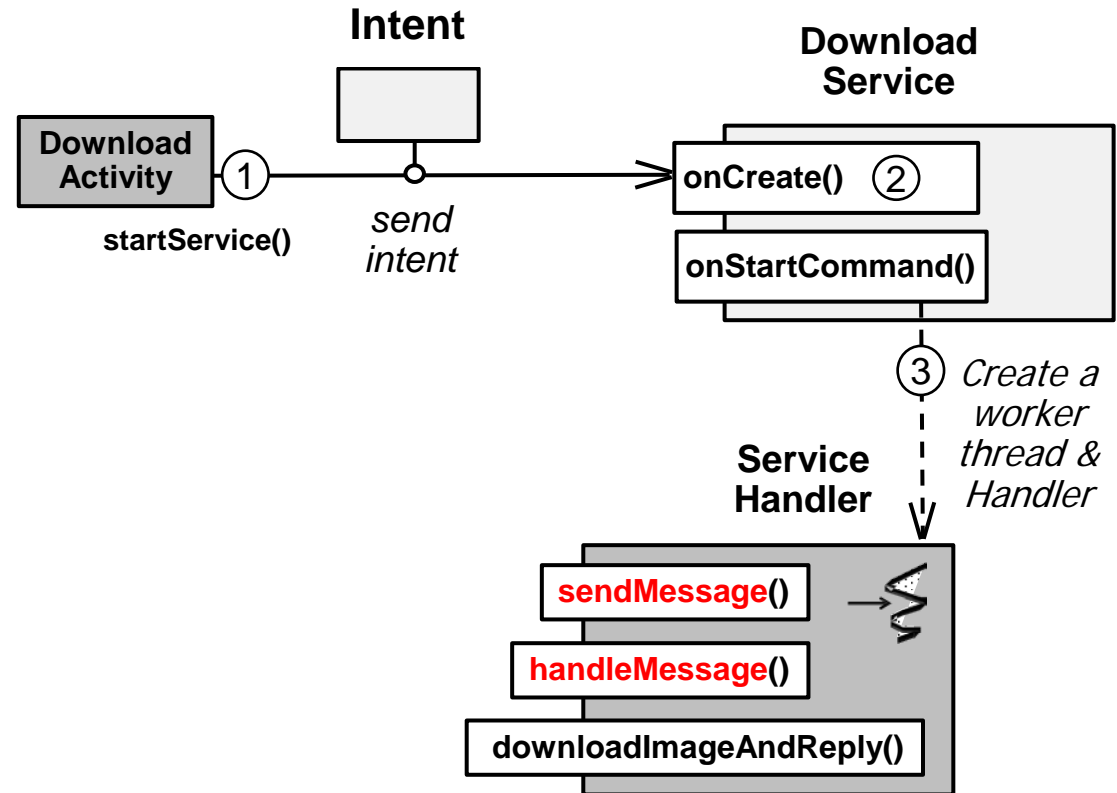 Intent
Download
Service
Download
Activity
1
startService()
send
intent
onCreate()
2
onStartCommand()
3
Create a
worker
thread &
Handler
Service
Handler
sendMessage()
handleMessage()
downloadImageAndReply()